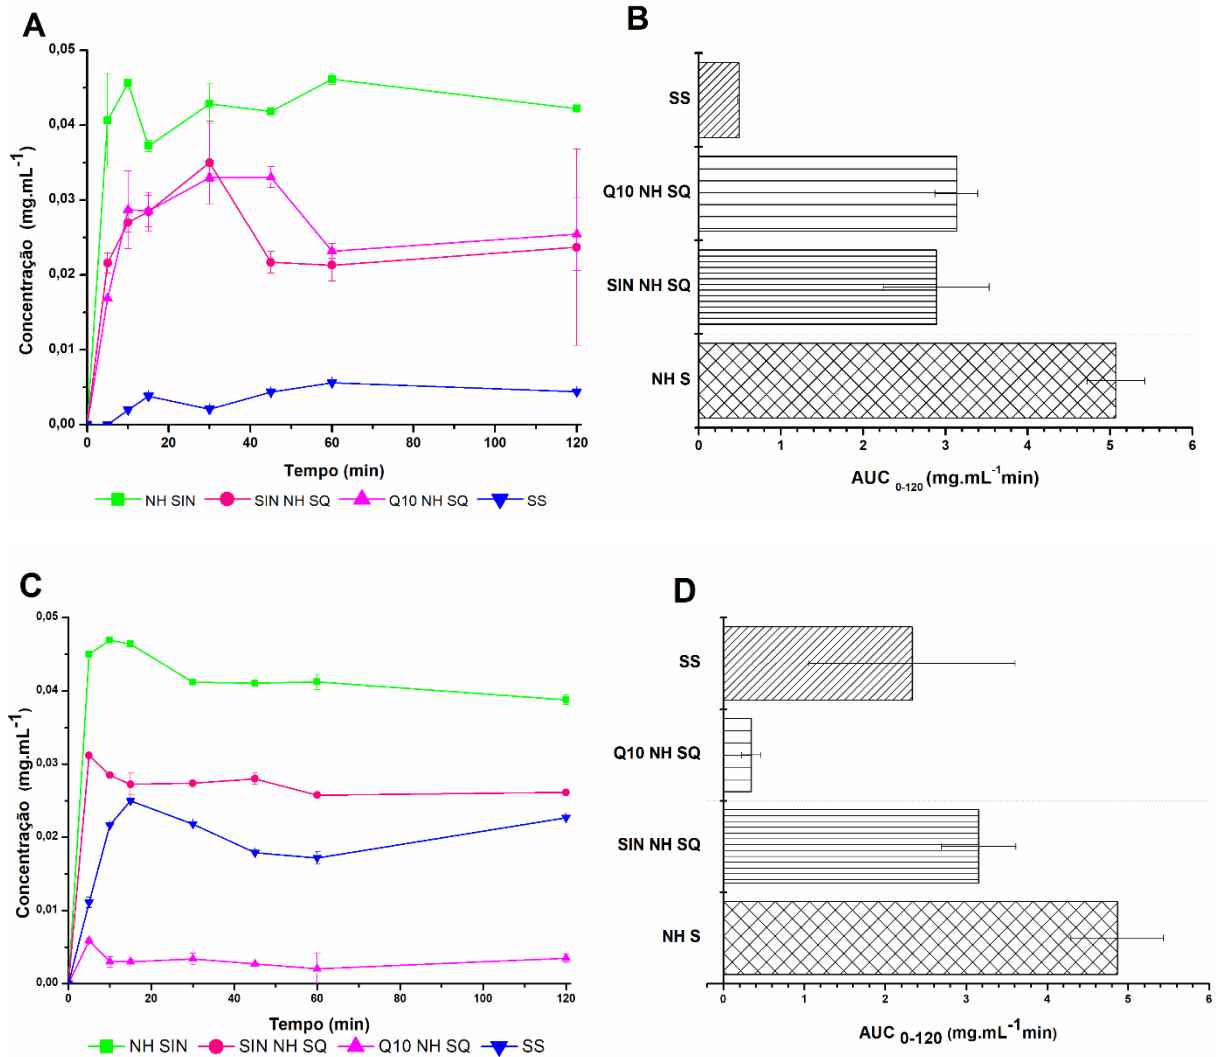 A
Concentração (mg.mL-1)
0,05
0,04
0,03
0,02
0,01
0,00
0 20 40 60 80 100 120
Tempo (min)
NH SIN SIN NH SQ Q10 NH SQ SS
B
SS
Q10 NH SQ
SIN NH SQ
NH S
0 1 2 3 4 5 6
AUC 0-120 (mg.mL-1min)
C
Concentração (mg.mL-1)
0,05
0,04
0,03
0,02
0,01
0,00
0 20 40 60 80 100 120
Tempo (min)
NH SIN SIN NH SQ Q10 NH SQ SS
D
SS
Q10 NH SQ
SIN NH SQ
NH S
0 1 2 3 4 5 6
AUC 0-120 (mg.mL-1min)